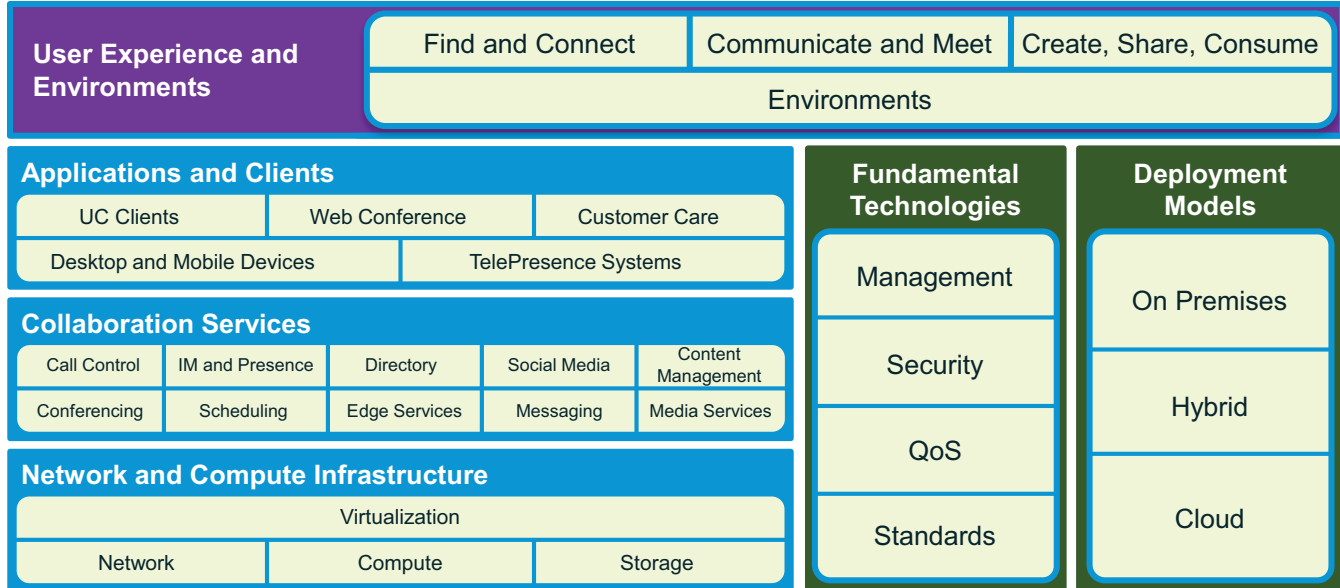 User Experience and
Environments
Find and Connect
Communicate and Meet
Create, Share, Consume
Environments
Applications and Clients
UC Clients
Web Conference
Customer Care
Desktop and Mobile Devices
TelePresence Systems
Collaboration Services
Call Control
IM and Presence
Directory
Social Media
Content
Management
Conferencing
Scheduling
Edge Services
Messaging
Media Services
Network and Compute Infrastructure
Virtualization
Network
Compute
Storage
Fundamental
Technologies
Management
Security
QoS
Standards
Deployment
Models
On Premises
Hybrid
Cloud